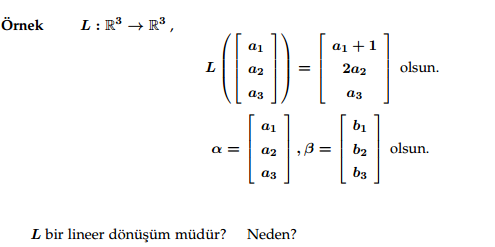 Örnek L : ℝ³ → ℝ³ ,
L([a₁ a₂ a₃]) = [a₁ + 1 2a₂ a₃] olsun.
α = [a₁ a₂ a₃] , β = [b₁ b₂ b₃] olsun.
L bir lineer dönüşüm müdür? Neden?